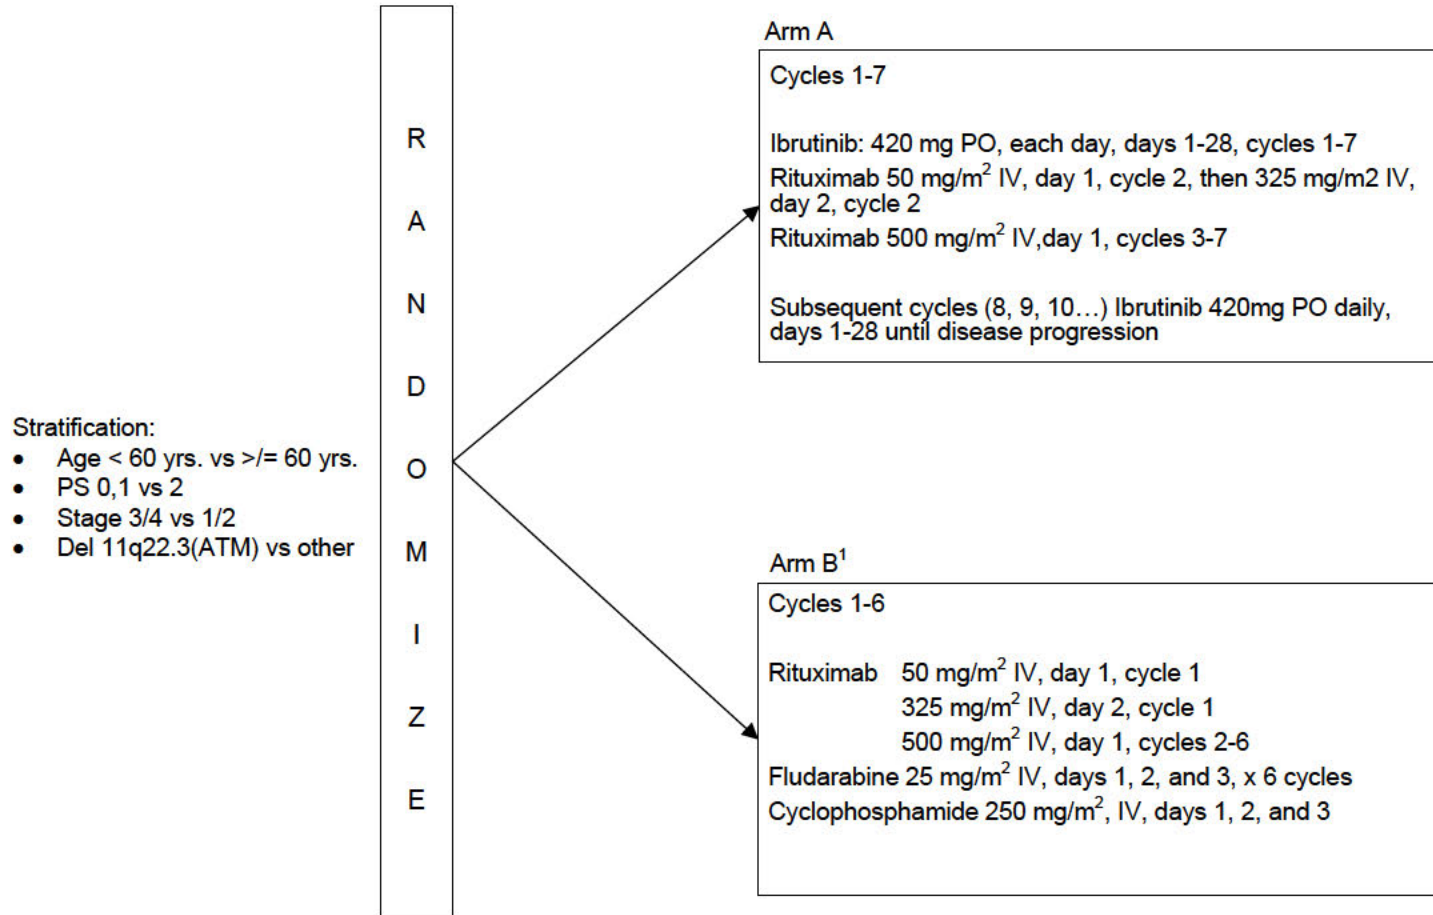 Stratification:
• Age < 60 yrs. vs >/= 60 yrs.
• PS 0,1 vs 2
• Stage 3/4 vs 1/2
• Del 11q22.3(ATM) vs other
R
A
N
D
O
M
I
Z
E
Arm A
Cycles 1-7
Ibrutinib: 420 mg PO, each day, days 1-28, cycles 1-7
Rituximab 50 mg/m² IV, day 1, cycle 2, then 325 mg/m2 IV,
day 2, cycle 2
Rituximab 500 mg/m² IV,day 1, cycles 3-7
Subsequent cycles (8, 9, 10…) Ibrutinib 420mg PO daily,
days 1-28 until disease progression
Arm B¹
Cycles 1-6
Rituximab 50 mg/m² IV, day 1, cycle 1
325 mg/m² IV, day 2, cycle 1
500 mg/m² IV, day 1, cycles 2-6
Fludarabine 25 mg/m² IV, days 1, 2, and 3, x 6 cycles
Cyclophosphamide 250 mg/m², IV, days 1, 2, and 3